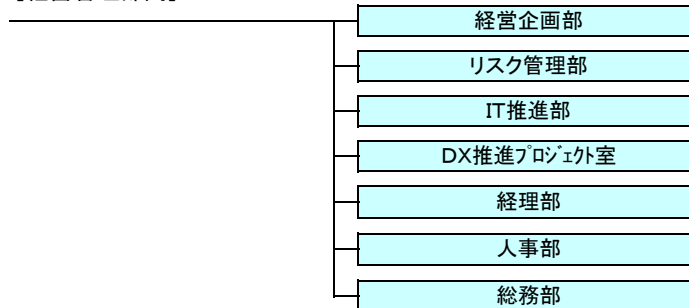 経営企画部
リスク管理部
IT推進部
DX推進ﾌﾟﾛｼﾞｪｸﾄ室
経理部
人事部
総務部